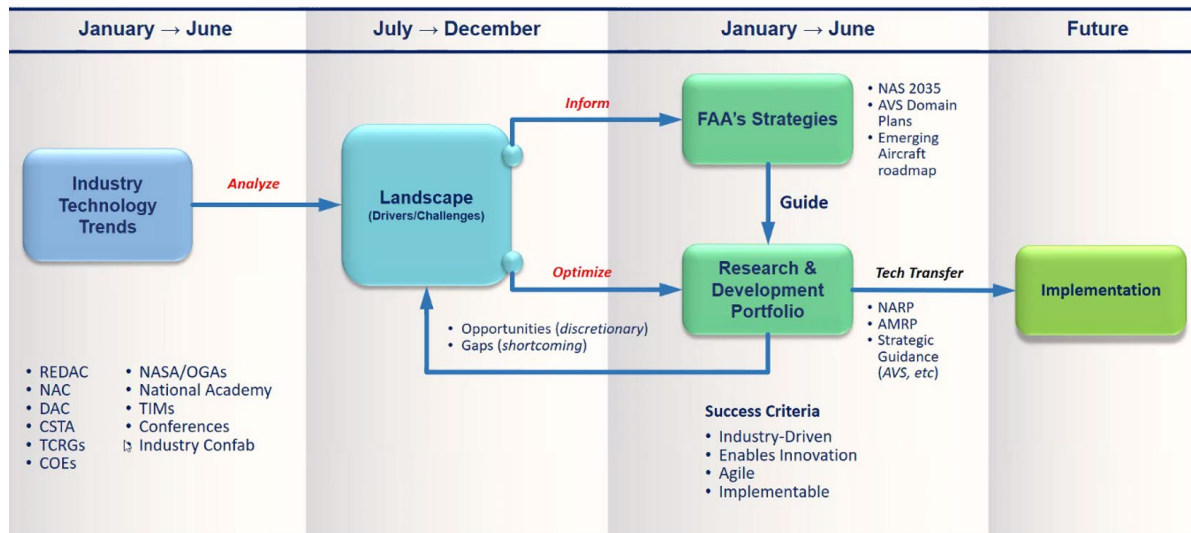 January → June
July → December
January → June
Future
Industry
Technology
Trends
Analyze
Landscape
(Drivers/Challenges)
Inform
FAA's Strategies
• NAS 2035
• AVS Domain
Plans
• Emerging
Aircraft
roadmap
Guide
Optimize
Research &
Development
Portfolio
Tech Transfer
Implementation
• NARP
• AMRP
• Strategic
Guidance
(AVS, etc)
• Opportunities (discretionary)
• Gaps (shortcoming)
• REDAC
• NAC
• DAC
• CSTA
• TCRGs
• COEs
• NASA/OGAs
• National Academy
• TIMs
• Conferences
• Industry Confab
Success Criteria
• Industry-Driven
• Enables Innovation
• Agile
• Implementable